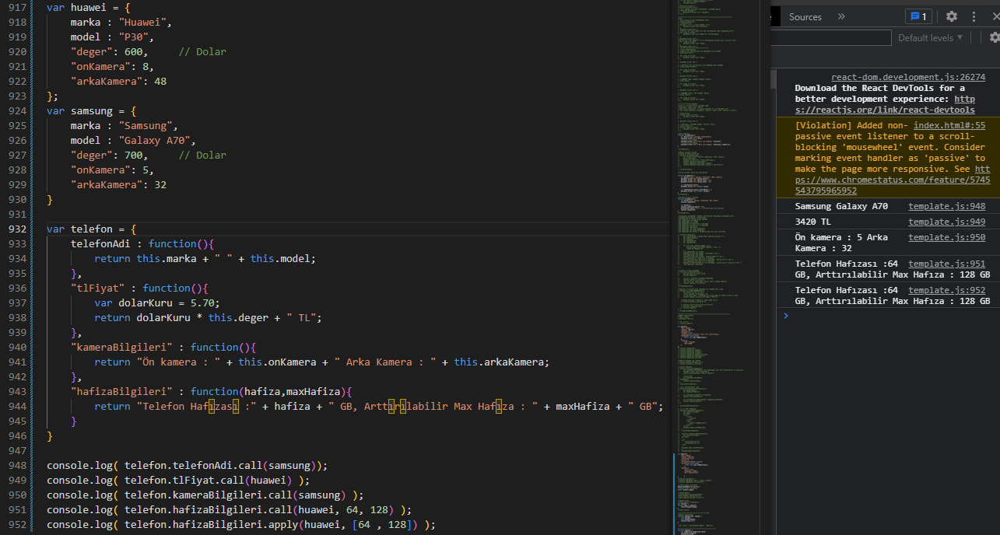 917 var huawei = {
918 marka : "Huawei",
919 model : "P30",
920 "deger": 600, // Dolar
921 "onKamera": 8,
922 "arkaKamera": 48
923 };
924 var samsung = {
925 marka : "Samsung",
926 model : "Galaxy A70",
927 "deger": 700, // Dolar
928 "onKamera": 5,
929 "arkaKamera": 32
930 }
931
932 var telefon = {
933 telefonAdi : function(){
934 return this.marka + " " + this.model;
935 },
936 "tlFiyat" : function(){
937 var dolarKuru = 5.70;
938 return dolarKuru * this.deger + " TL";
939 },
940 "kameraBilgileri" : function(){
941 return "Ön kamera : " + this.onKamera + " Arka Kamera : " + this.arkaKamera;
942 },
943 "hafizaBilgileri" : function(hafiza,maxHafiza){
944 return "Telefon Hafızası :" + hafiza + " GB, Arttırılabilir Max Hafıza : " + maxHafiza + " GB";
945 }
946 }
947
948 console.log( telefon.telefonAdi.call(samsung));
949 console.log( telefon.tlFiyat.call(huawei) );
950 console.log( telefon.kameraBilgileri.call(samsung) );
951 console.log( telefon.hafizaBilgileri.call(huawei, 64, 128) );
952 console.log( telefon.hafizaBilgileri.apply(huawei, [64 , 128]) );
Sources » 1
Default levels ▼
react-dom.development.js:26274
Download the React DevTools for a
better development experience: http
s://reactjs.org/link/react-devtools
[Violation] Added non- index.html#:55
passive event listener to a scroll-
blocking 'mousewheel' event. Consider
marking event handler as 'passive' to
make the page more responsive. See htt
ps://www.chromestatus.com/feature/5745
543795965952
Samsung Galaxy A70 template.js:948
3420 TL template.js:949
Ön kamera : 5 Arka template.js:950
Kamera : 32
Telefon Hafızası :64 template.js:951
GB, Arttırılabilir Max Hafıza : 128 GB
Telefon Hafızası :64 template.js:952
GB, Arttırılabilir Max Hafıza : 128 GB